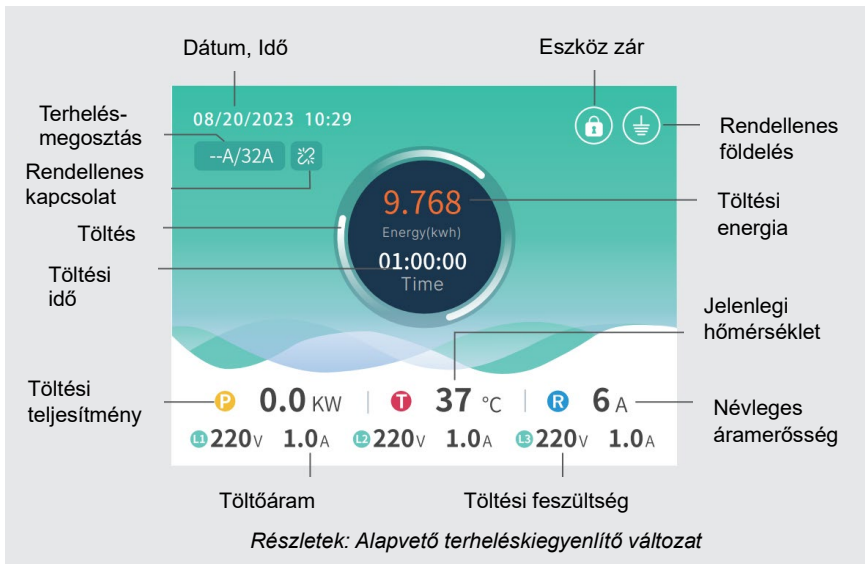 Dátum, Idő
Eszköz zár
Terhelés-
megosztás
08/20/2023 10:29
Rendellenes
földelés
--A/32A
Rendellenes
kapcsolat
9.768
Energy(kwh)
Töltési
energia
Töltés
01:00:00
Time
Töltési
idő
Jelenlegi
hőmérséklet
Töltési
teljesítmény
P 0.0 KW
T 37 °C
R 6 A
Névleges
áramerősség
L1 220V 1.0A
L2 220V 1.0A
L3 220V 1.0A
Töltőáram
Töltési feszültség
Részletek: Alapvető terheléskiegyenlítő változat